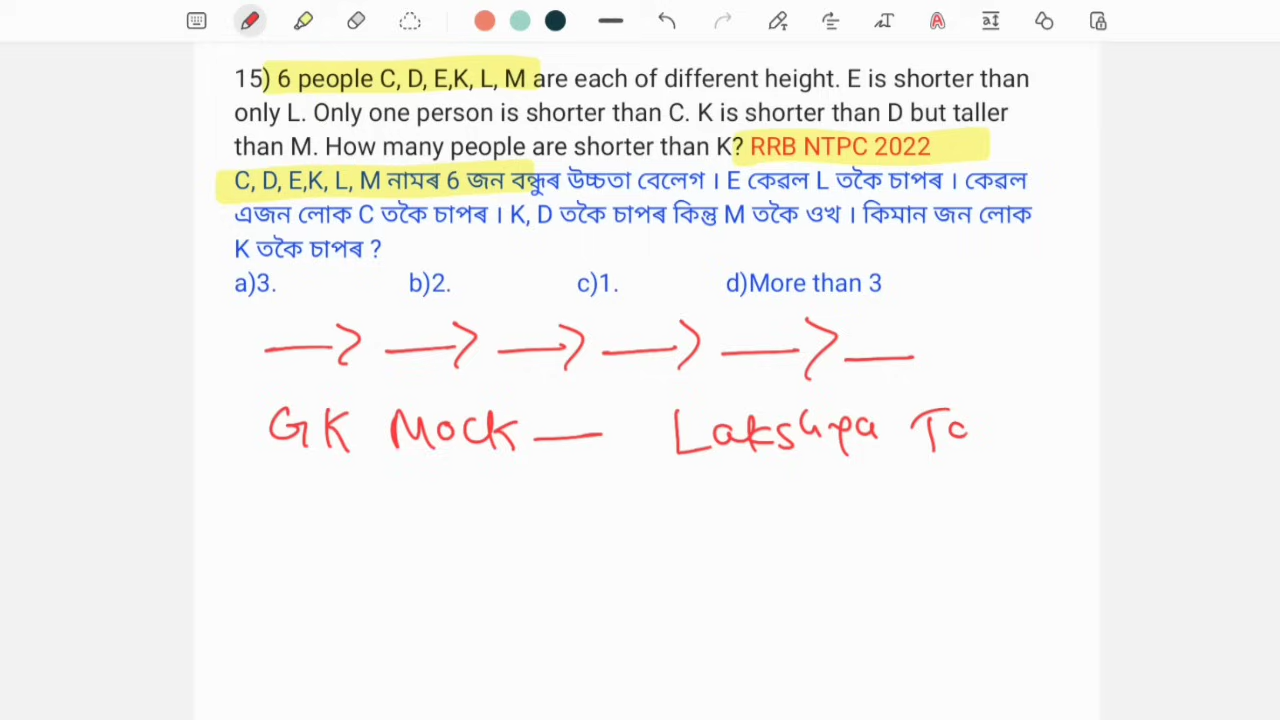 15) 6 people C, D, E,K, L, M are each of different height. E is shorter than
only L. Only one person is shorter than C. K is shorter than D but taller
than M. How many people are shorter than K? RRB NTPC 2022
C, D, E,K, L, M নামৰ 6 জন বন্ধুৰ উচ্চতা বেলেগ । E কেৱল L তকৈ চাপৰ । কেৱল
এজন লোক C তকৈ চাপৰ । K, D তকৈ চাপৰ কিন্তু M তকৈ ওখ । কিমান জন লোক
K তকৈ চাপৰ ?
a)3. b)2. c)1. d)More than 3
GK Mock — Lakshya To